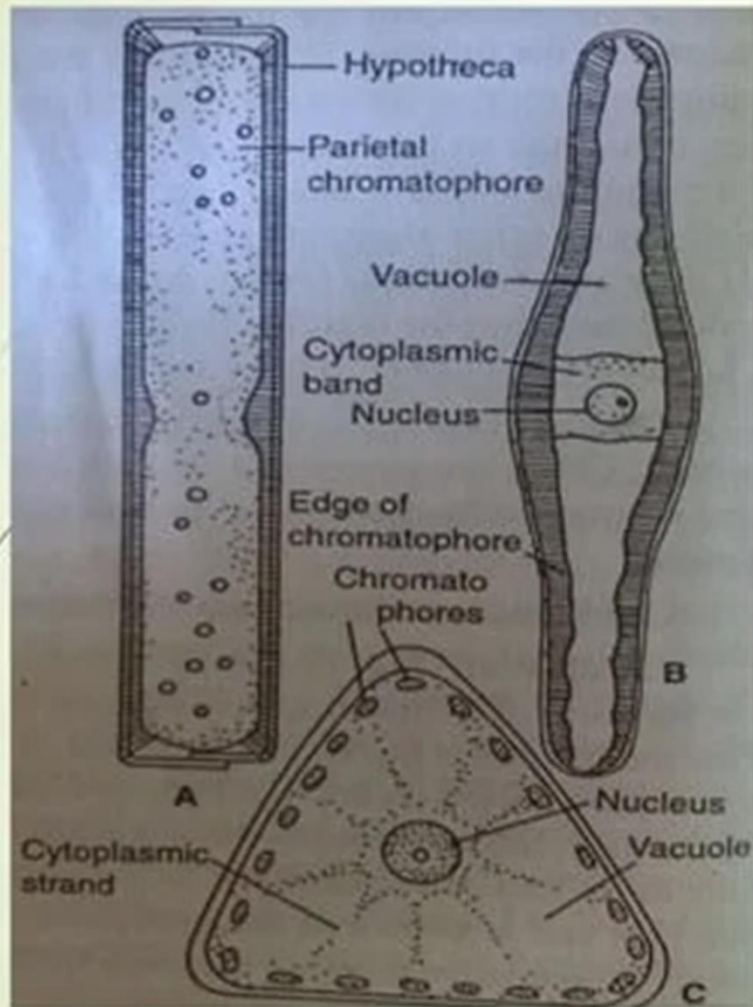 Hypotheca
Parietal
chromatophore
Vacuole
Cytoplasmic
band
Nucleus
Edge of
chromatophore
Chromato
phores
B
A
Nucleus
Vacuole
Cytoplasmic
strand
C